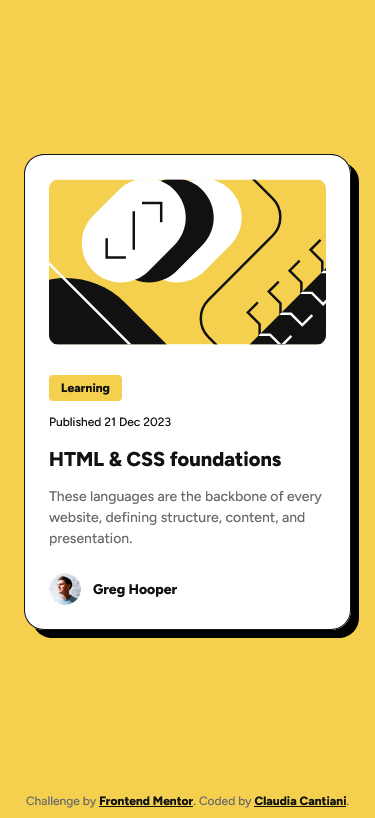 Learning
Published 21 Dec 2023
HTML & CSS foundations
These languages are the backbone of every
website, defining structure, content, and
presentation.
Greg Hooper
Challenge by Frontend Mentor. Coded by Claudia Cantiani.